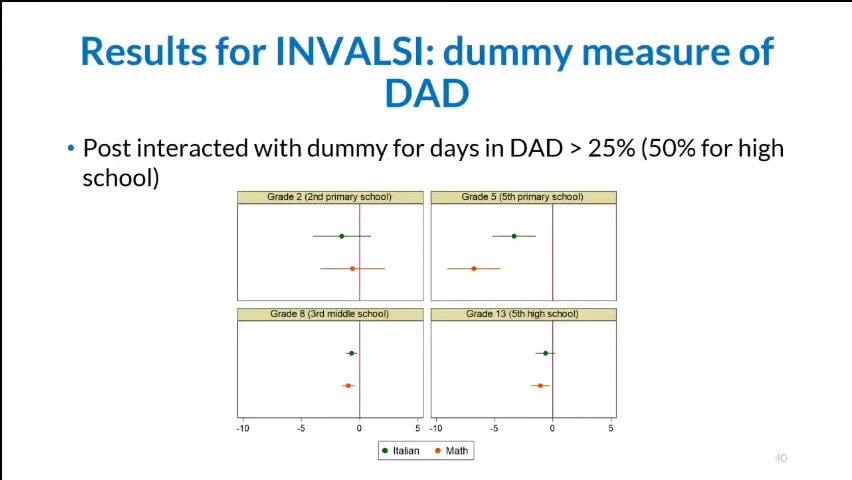 Results for INVALSI: dummy measure of
DAD
• Post interacted with dummy for days in DAD > 25% (50% for high
school)
Grade 2 (2nd primary school)
Grade 5 (5th primary school)
Grade 8 (3rd middle school)
Grade 13 (5th high school)
-10 -5 0 5 -10 -5 0 5
Italian Math
40